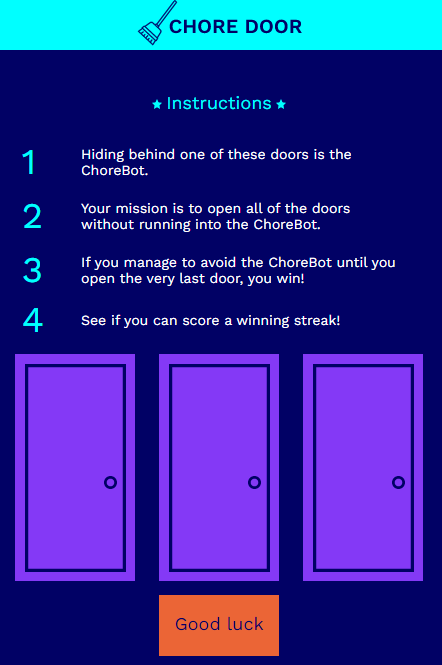 CHORE DOOR
Instructions
1
Hiding behind one of these doors is the
ChoreBot.
2
Your mission is to open all of the doors
without running into the ChoreBot.
3
If you manage to avoid the ChoreBot until you
open the very last door, you win!
4
See if you can score a winning streak!
Good luck